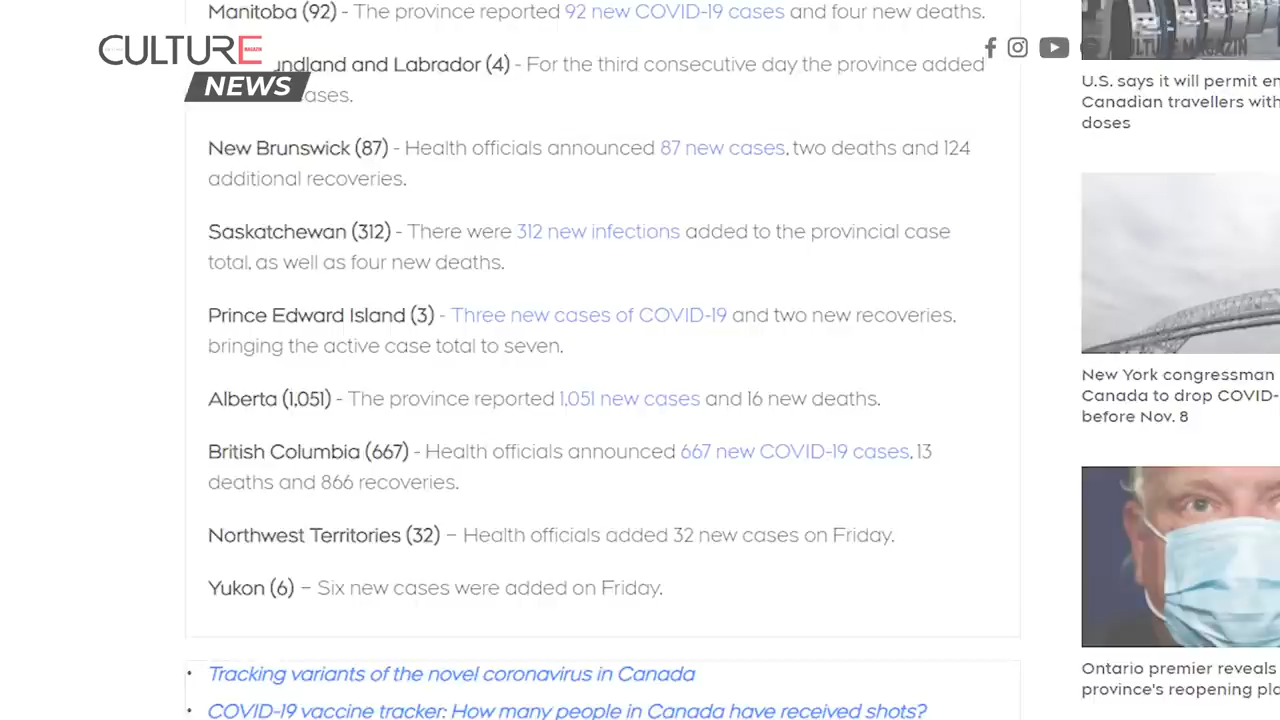 Manitoba (92) - The province reported 92 new COVID-19 cases and four new deaths.
CULTURE
MAGAZIN
undland and Labrador (4) - For the third consecutive day the province added
NEWS
ases.
New Brunswick (87) - Health officials announced 87 new cases, two deaths and 124
additional recoveries.
Saskatchewan (312) - There were 312 new infections added to the provincial case
total, as well as four new deaths.
Prince Edward Island (3) - Three new cases of COVID-19 and two new recoveries,
bringing the active case total to seven.
Alberta (1,051) - The province reported 1,051 new cases and 16 new deaths.
British Columbia (667) - Health officials announced 667 new COVID-19 cases, 13
deaths and 866 recoveries.
Northwest Territories (32) – Health officials added 32 new cases on Friday.
Yukon (6) – Six new cases were added on Friday.
• Tracking variants of the novel coronavirus in Canada
• COVID-19 vaccine tracker: How many people in Canada have received shots?
CULTURE MAGAZIN
U.S. says it will permit en
Canadian travellers with
doses
New York congressman
Canada to drop COVID-
before Nov. 8
Ontario premier reveals
province's reopening pla